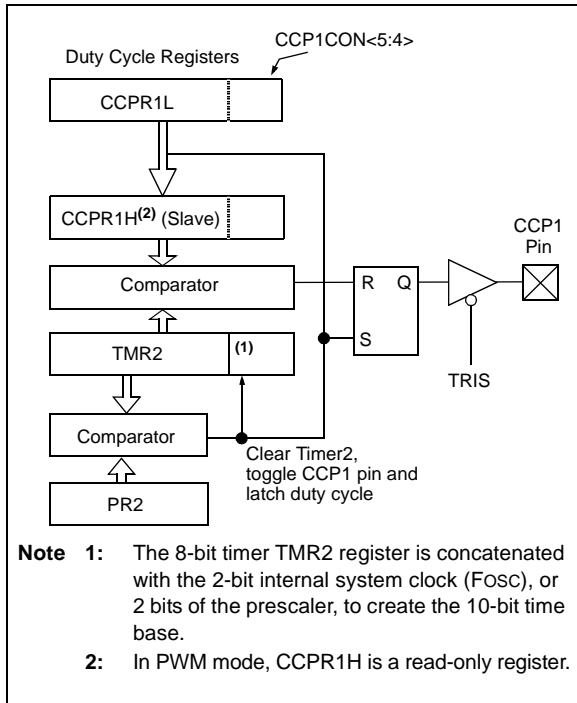 CCP1CON<5:4>
Duty Cycle Registers
CCPR1L
CCPR1H(2) (Slave)
CCP1
Pin
Comparator
R Q
S
TMR2 (1)
TRIS
Comparator
Clear Timer2,
toggle CCP1 pin and
latch duty cycle
PR2
Note 1: The 8-bit timer TMR2 register is concatenated
with the 2-bit internal system clock (FOSC), or
2 bits of the prescaler, to create the 10-bit time
base.
2: In PWM mode, CCPR1H is a read-only register.